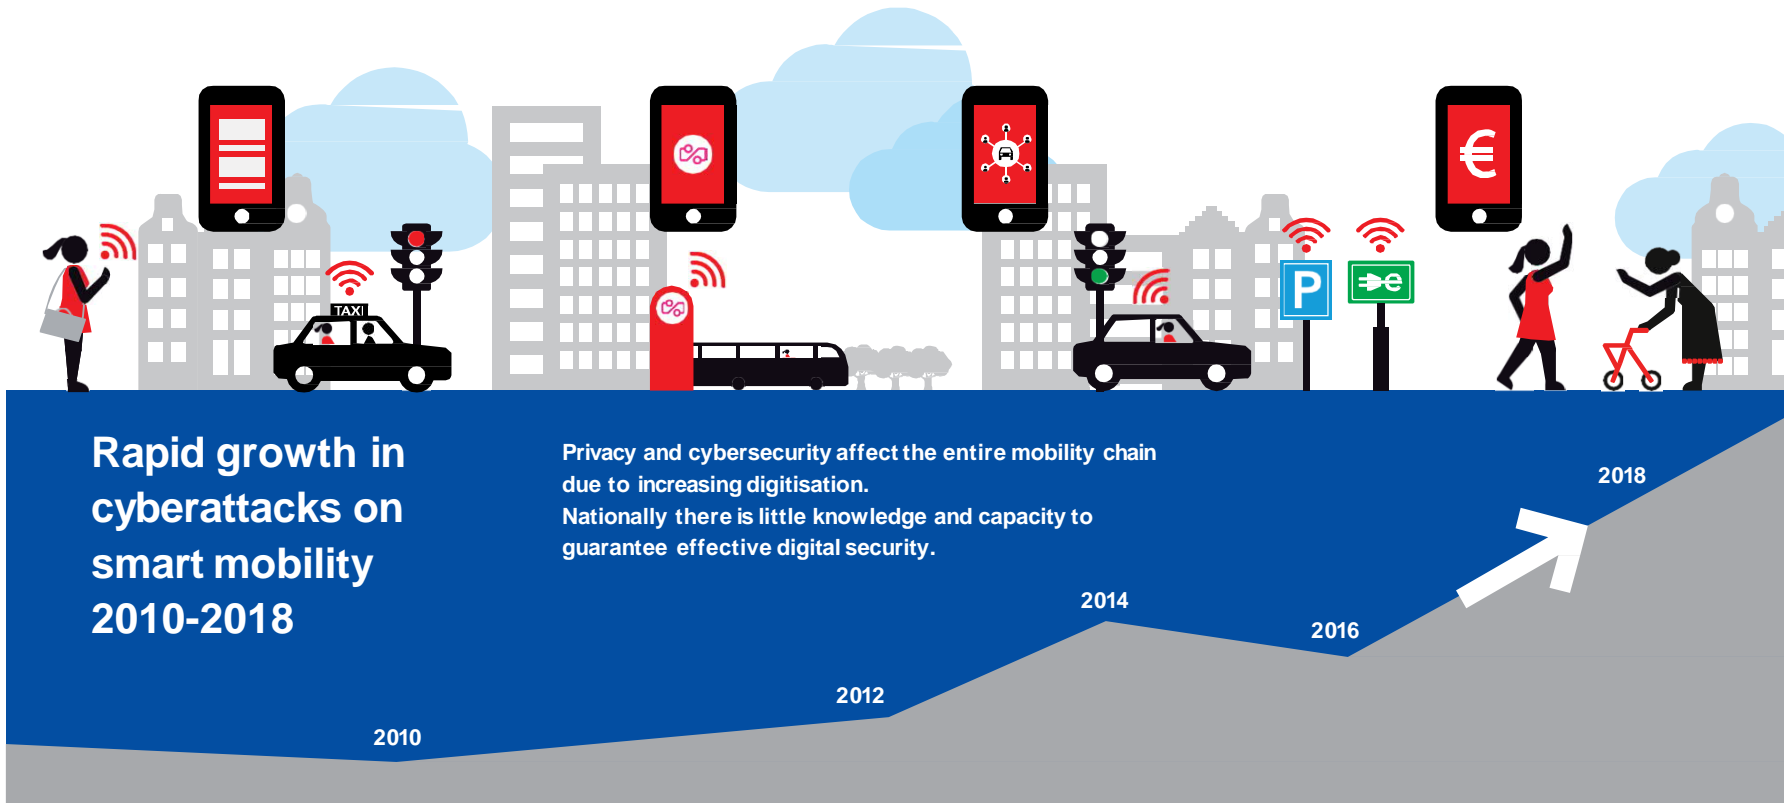 €
TAXI
P
e
Rapid growth in
cyberattacks on
smart mobility
2010-2018
Privacy and cybersecurity affect the entire mobility chain
due to increasing digitisation.
Nationally there is little knowledge and capacity to
guarantee effective digital security.
2018
2014
2016
2012
2010